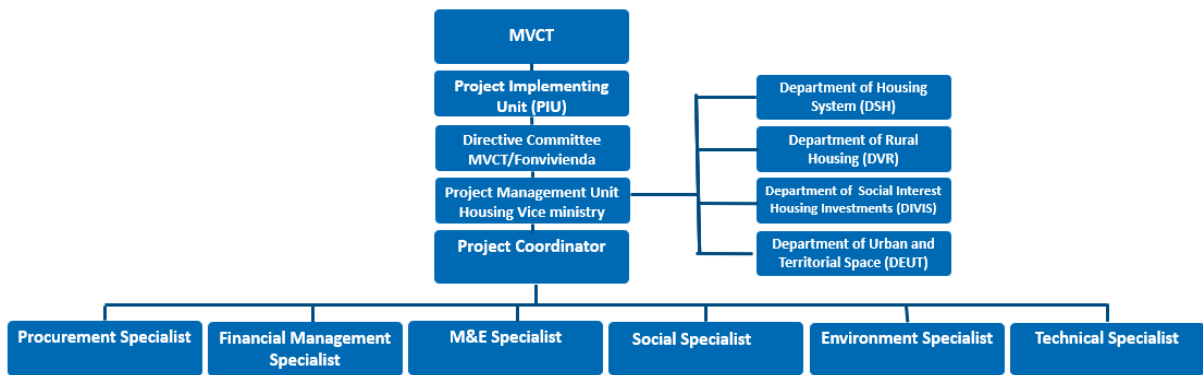 MVCT
Project Implementing
Unit (PIU)
Directive Committee
MVCT/Fonvivienda
Project Management Unit
Housing Vice ministry
Project Coordinator
Department of Housing
System (DSH)
Department of Rural
Housing (DVR)
Department of Social Interest
Housing Investments (DIVIS)
Department of Urban and
Territorial Space (DEUT)
Procurement Specialist
Financial Management
Specialist
M&E Specialist
Social Specialist
Environment Specialist
Technical Specialist